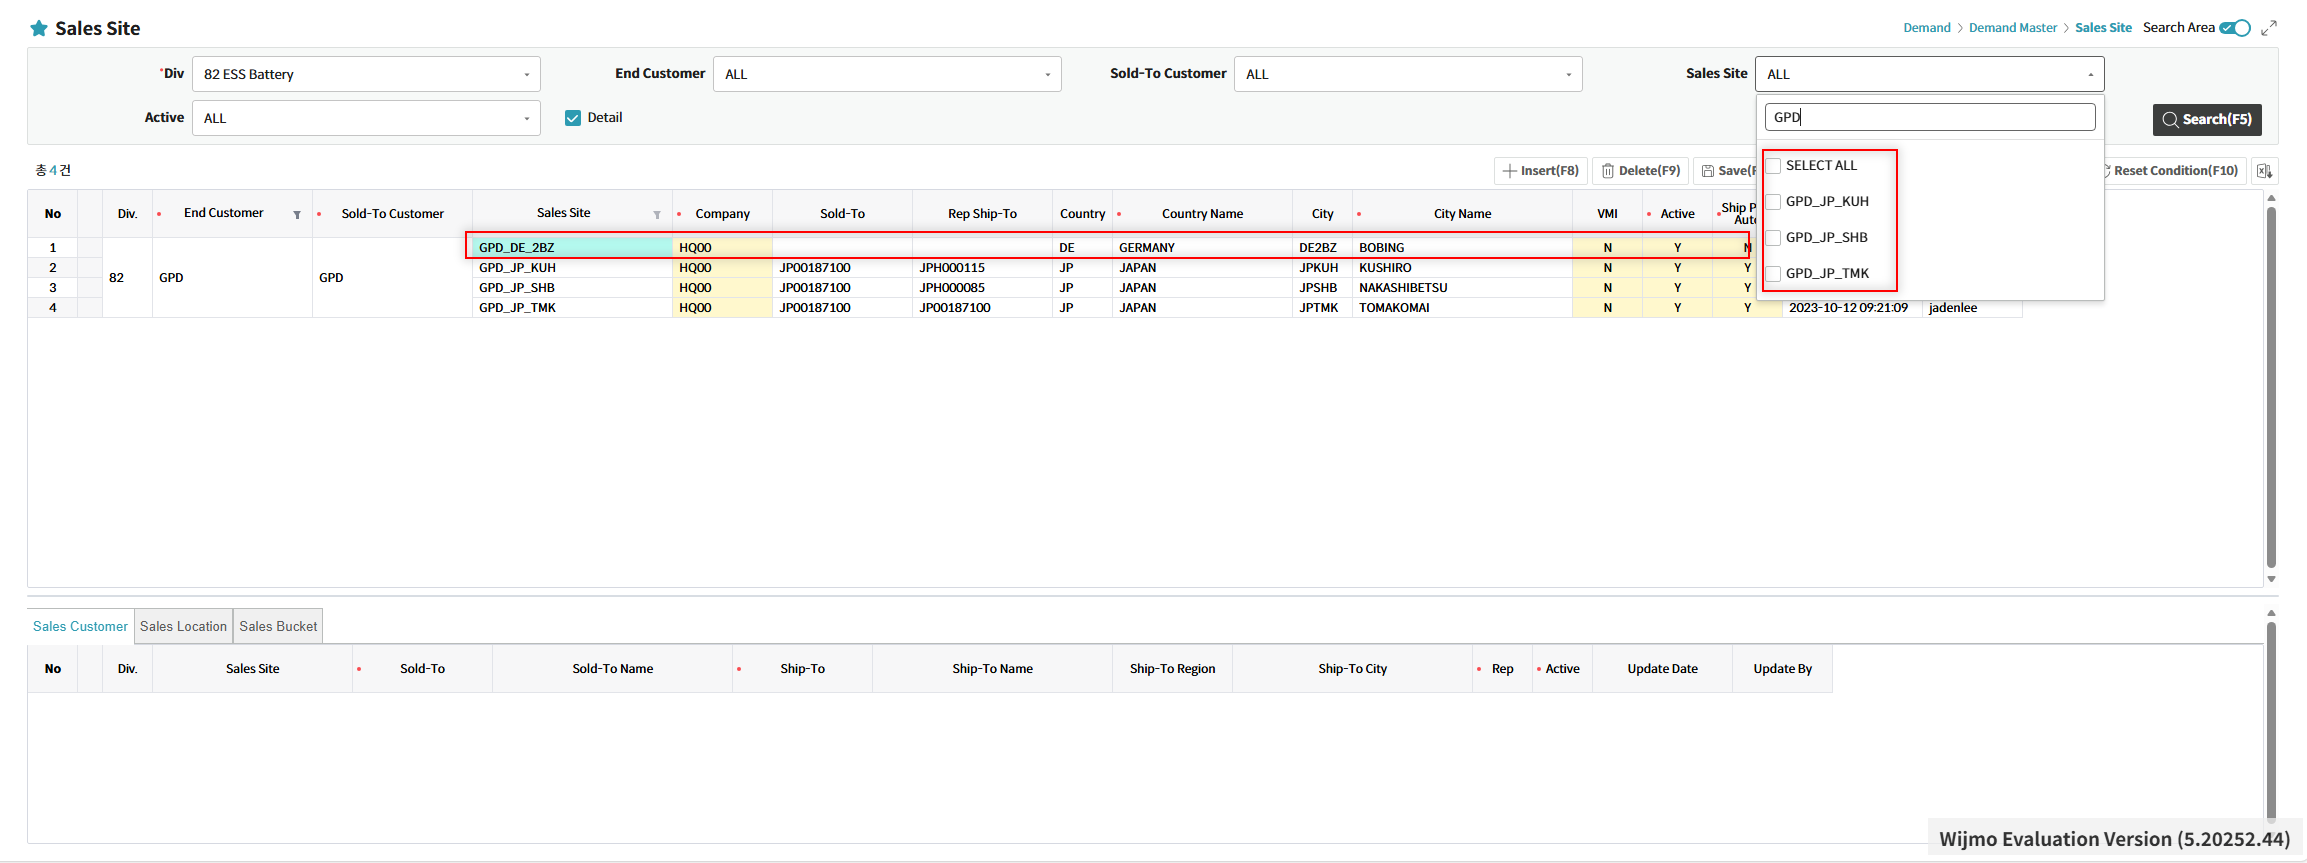 Sales Site
Demand > Demand Master > Sales Site Search Area
*Div 82 ESS Battery End Customer ALL Sold-To Customer ALL Sales Site ALL
Active ALL Detail GPD Search(F5)
SELECT ALL
GPD_JP_KUH
GPD_JP_SHB
GPD_JP_TMK
총 4 건 Insert(F8) Delete(F9) Save(F Reset Condition(F10)
No Div. End Customer Sold-To Customer Sales Site Company Sold-To Rep Ship-To Country Country Name City City Name VMI Active Ship P
Auto
1 82 GPD GPD GPD_DE_2BZ HQ00 DE GERMANY DE2BZ BOBING N Y N
2 GPD_JP_KUH HQ00 JP00187100 JPH000115 JP JAPAN JPKUH KUSHIRO N Y Y
3 GPD_JP_SHB HQ00 JP00187100 JPH000085 JP JAPAN JPSHB NAKASHIBETSU N Y Y
4 GPD_JP_TMK HQ00 JP00187100 JP00187100 JP JAPAN JPTMK TOMAKOMAI N Y Y 2023-10-12 09:21:09 jadenlee
Sales Customer Sales Location Sales Bucket
No Div. Sales Site Sold-To Sold-To Name Ship-To Ship-To Name Ship-To Region Ship-To City Rep Active Update Date Update By
Wijmo Evaluation Version (5.20252.44)